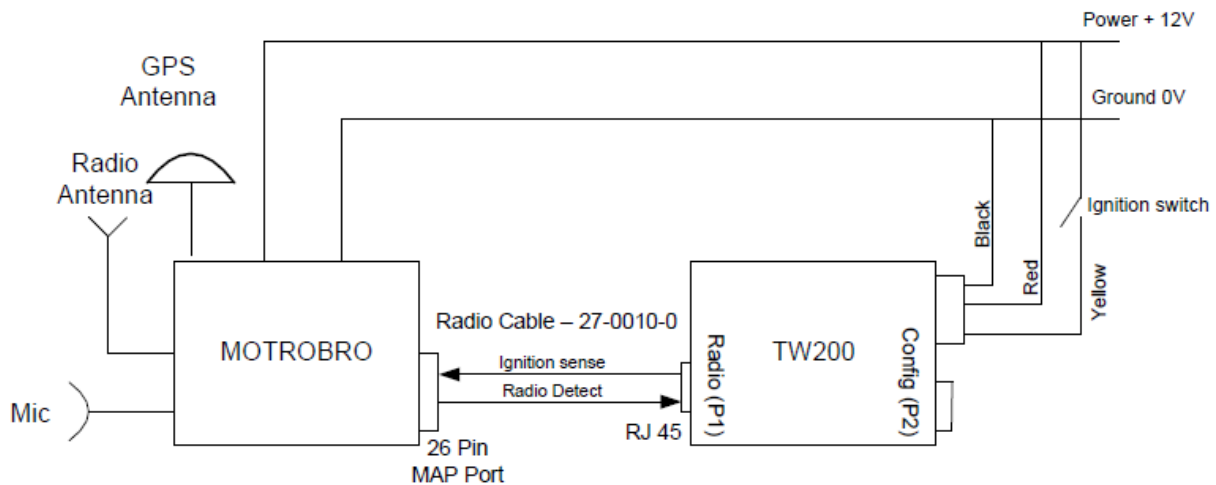 Power + 12V
GPS
Antenna
Ground 0V
Radio
Antenna
Ignition switch
Black
Red
Yellow
Radio Cable – 27-0010-0
MOTROBRO
Ignition sense
TW200
Radio (P1)
Config (P2)
Radio Detect
Mic
RJ 45
26 Pin
MAP Port